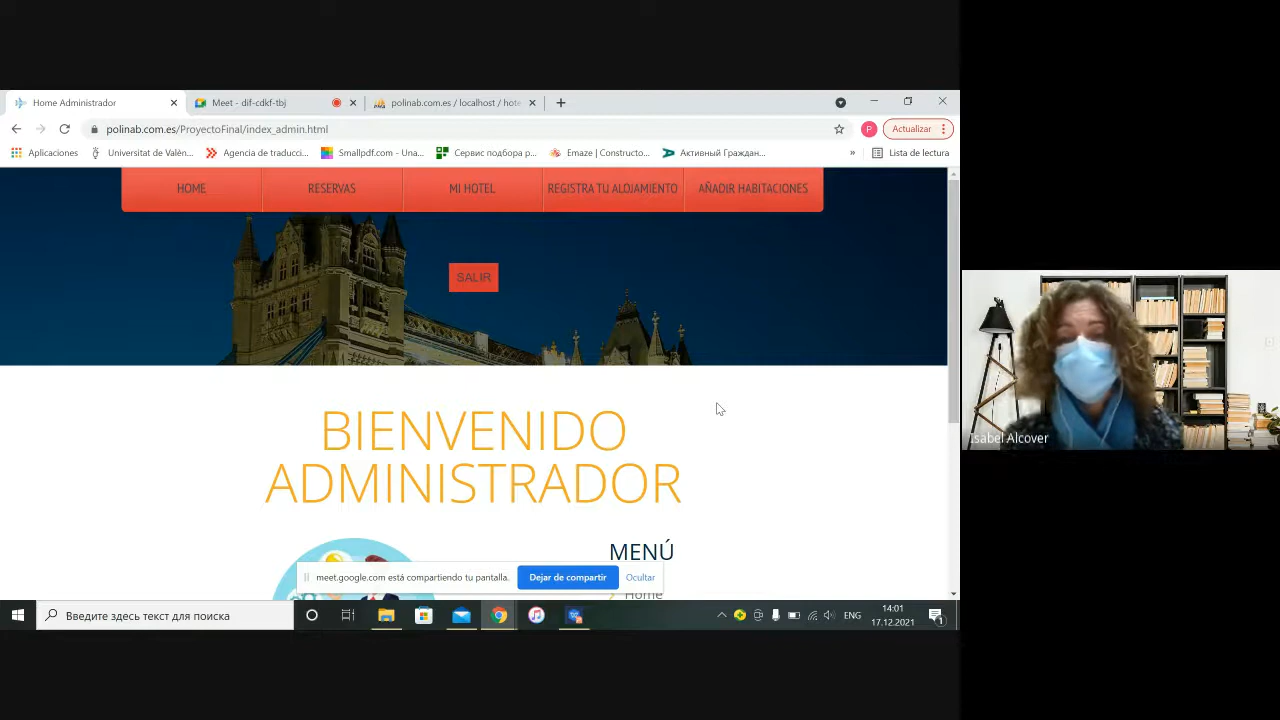 Home Administrador
Meet - dif-cdkf-tbj
polinab.com.es / localhost / hote
polinab.com.es/ProyectoFinal/index_admin.html
P
Actualizar
Aplicaciones
Universitat de Valèn...
Agencia de traducci...
Smallpdf.com - Una...
Сервис подбора р...
Emaze | Constructo...
Активный Граждан...
»
Lista de lectura
HOME
RESERVAS
MI HOTEL
REGISTRA TU ALOJAMIENTO
AÑADIR HABITACIONES
SALIR
BIENVENIDO
ADMINISTRADOR
MENÚ
Home
meet.google.com está compartiendo tu pantalla.
Dejar de compartir
Ocultar
Isabel Alcover
Введите здесь текст для поиска
ENG
14:01
17.12.2021
1